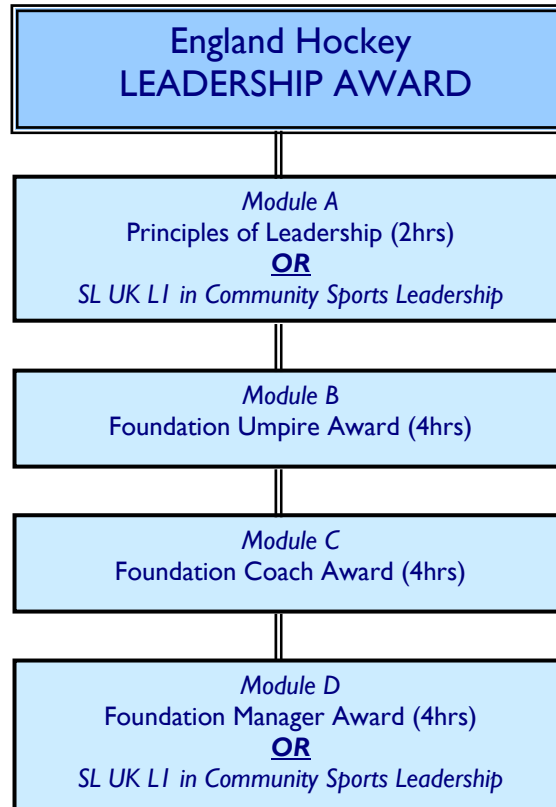 England Hockey
LEADERSHIP AWARD
Module A
Principles of Leadership (2hrs)
OR
SL UK L1 in Community Sports Leadership
Module B
Foundation Umpire Award (4hrs)
Module C
Foundation Coach Award (4hrs)
Module D
Foundation Manager Award (4hrs)
OR
SL UK L1 in Community Sports Leadership